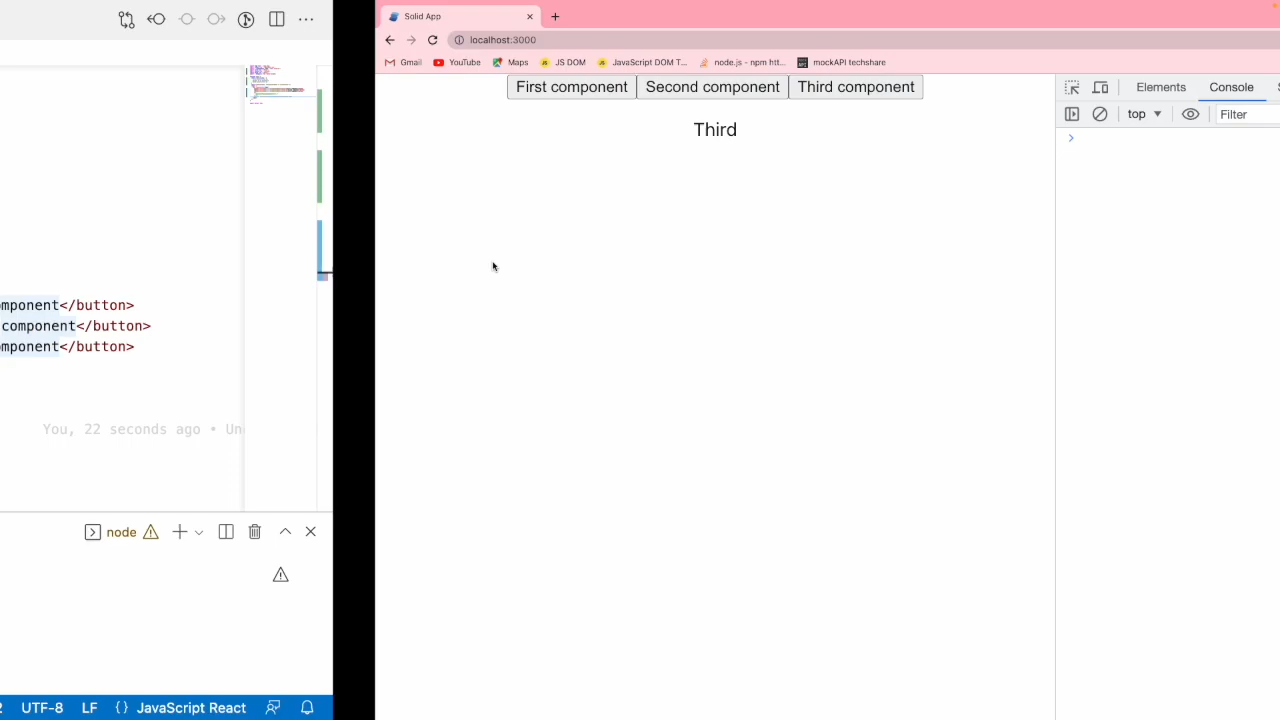 Solid App
localhost:3000
Gmail YouTube Maps JS DOM JavaScript DOM T... node.js - npm htt... mockAPI techshare
First component Second component Third component
Third
Elements Console
top Filter
omponent</button>
component</button>
omponent</button>
You, 22 seconds ago • Un
node
UTF-8 LF {} JavaScript React